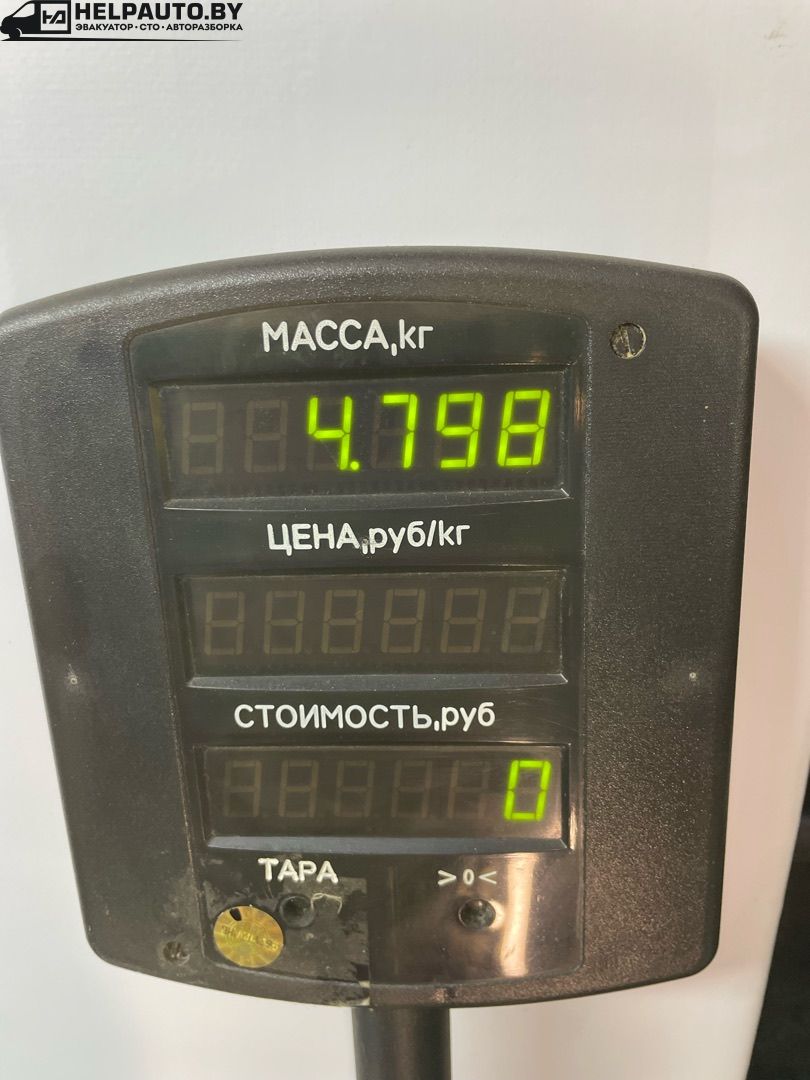 HELPAUTO.BY
ЭВАКУАТОР·СТО·АВТОРАЗБОРКА
МАССА,кг
4.798
ЦЕНА,руб/кг
СТОИМОСТЬ,руб
0
ТАРА
>0<